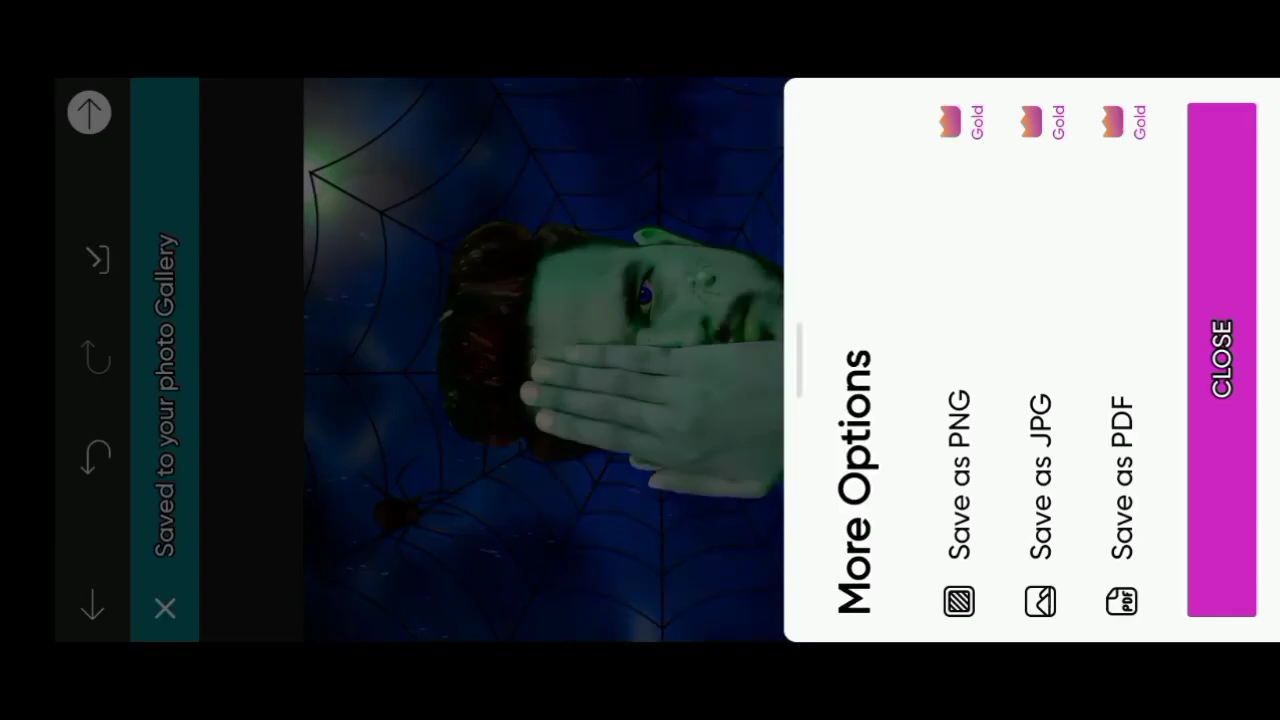 Saved to your photo Gallery
More Options
Save as PNG
Gold
Save as JPG
Gold
Save as PDF
Gold
PDF
CLOSE